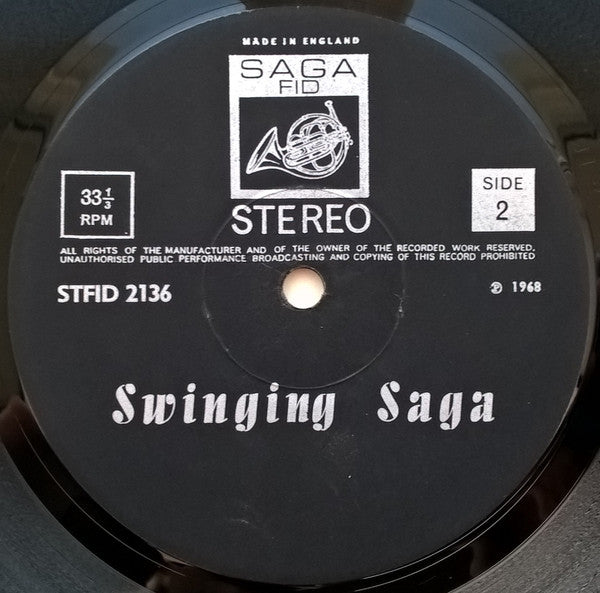 MADE IN ENGLAND
SAGA
FID
33 1/3
RPM
SIDE
2
STEREO
ALL RIGHTS OF THE MANUFACTURER AND OF THE OWNER OF THE RECORDED WORK RESERVED.
UNAUTHORISED PUBLIC PERFORMANCE BROADCASTING AND COPYING OF THIS RECORD PROHIBITED
STFID 2136
℗ 1968
Swinging Saga